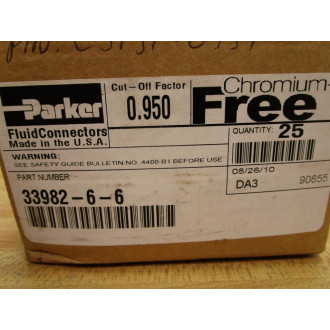 Parker
FluidConnectors
Made in the U.S.A.
Cut-Off Factor
0.950
Chromium-
Free
QUANTITY: 25
WARNING:
SEE SAFETY GUIDE BULLETIN NO. 4400-B1 BEFORE USE
PART NUMBER
33982-6-6
08/26/10
DA3
90655